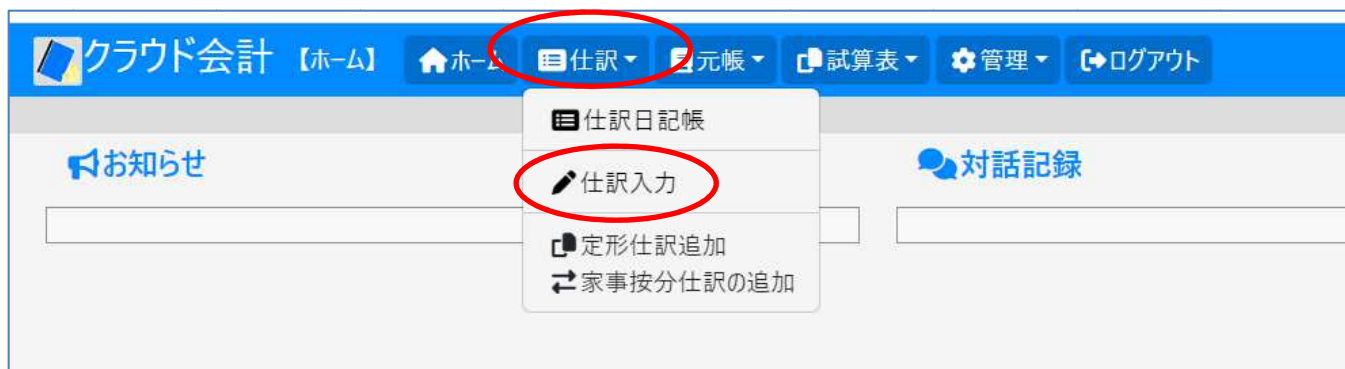 クラウド会計 【ホーム】 ホーム 仕訳 元帳 試算表 管理 ログアウト
仕訳日記帳
お知らせ
対話記録
仕訳入力
定形仕訳追加
家事按分仕訳の追加